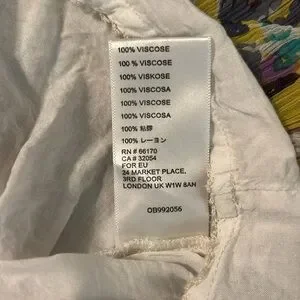 100% VISCOSE
100 % VISCOSE
100% VISKOSE
100% VISCOSA
100% VISCOSE
100% VISCOSA
100% 粘膠
100% レーヨン
RN # 66170
CA # 32054
FOR EU
24 MARKET PLACE,
3RD FLOOR
LONDON UK W1W 8AN
OB992056